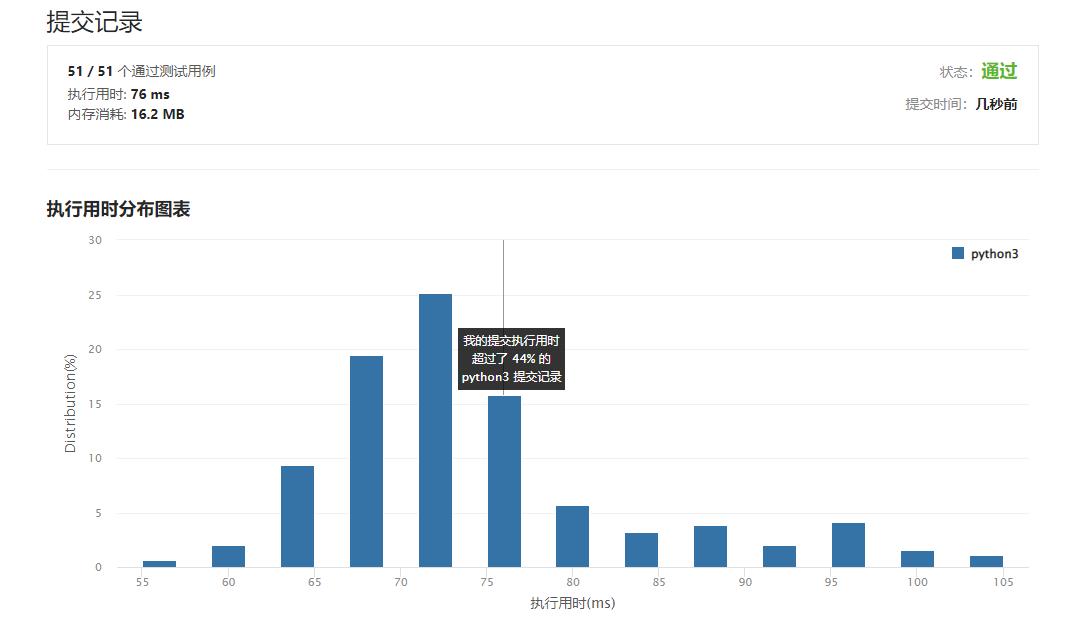 提交记录
51 / 51 个通过测试用例
状态：通过
执行用时: 76 ms
提交时间：几秒前
内存消耗: 16.2 MB
执行用时分布图表
30
25
20
15
10
5
0
Distribution(%)
python3
我的提交执行用时
超过了 44% 的
python3 提交记录
55 60 65 70 75 80 85 90 95 100 105
执行用时(ms)